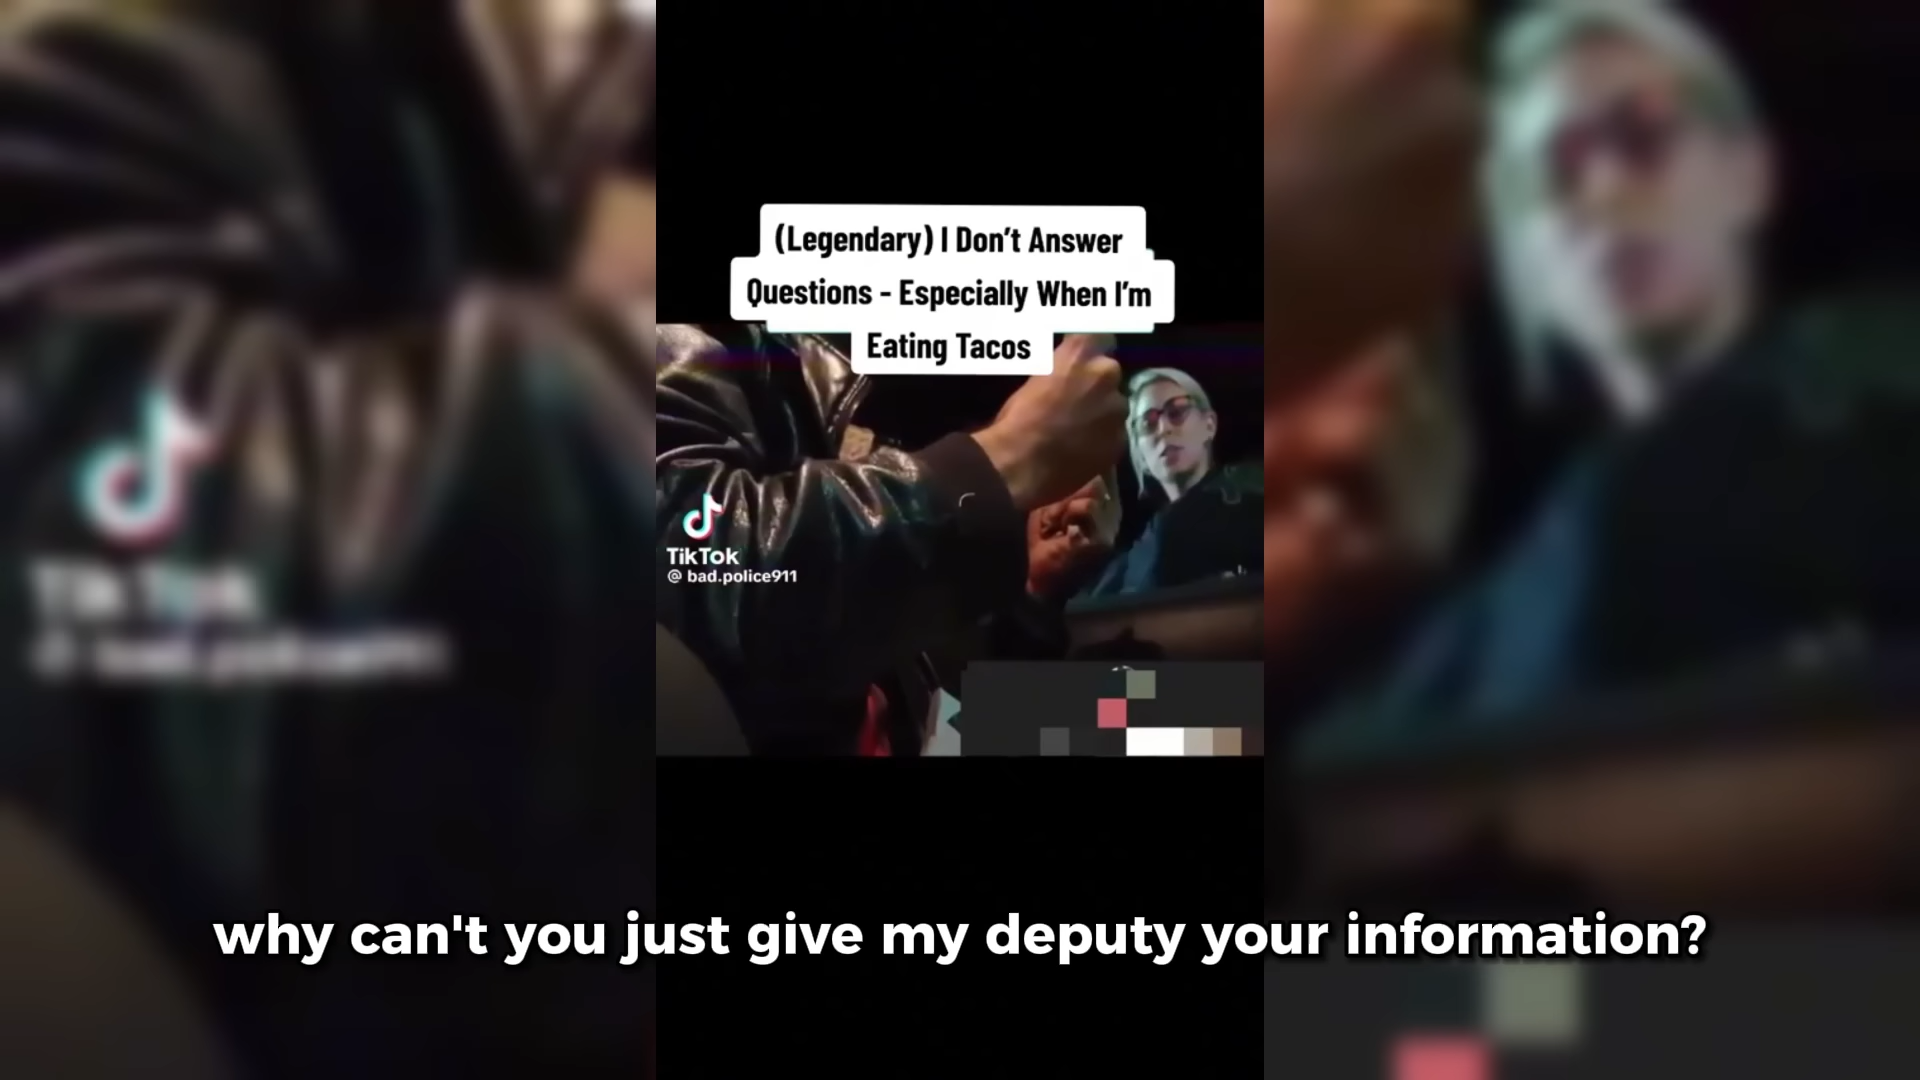 (Legendary) I Don’t Answer
Questions - Especially When I’m
Eating Tacos
TikTok
@ bad.police911
why can't you just give my deputy your information?